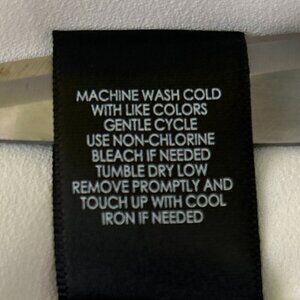 MACHINE WASH COLD
WITH LIKE COLORS
GENTLE CYCLE
USE NON-CHLORINE
BLEACH IF NEEDED
TUMBLE DRY LOW
REMOVE PROMPTLY AND
TOUCH UP WITH COOL
IRON IF NEEDED